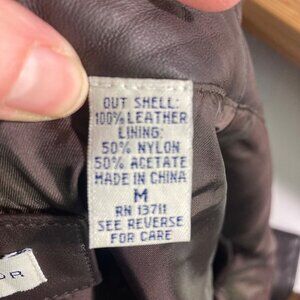 OUT SHELL:
100% LEATHER
LINING:
50% NYLON
50% ACETATE
MADE IN CHINA
M
RN 13711
SEE REVERSE
FOR CARE